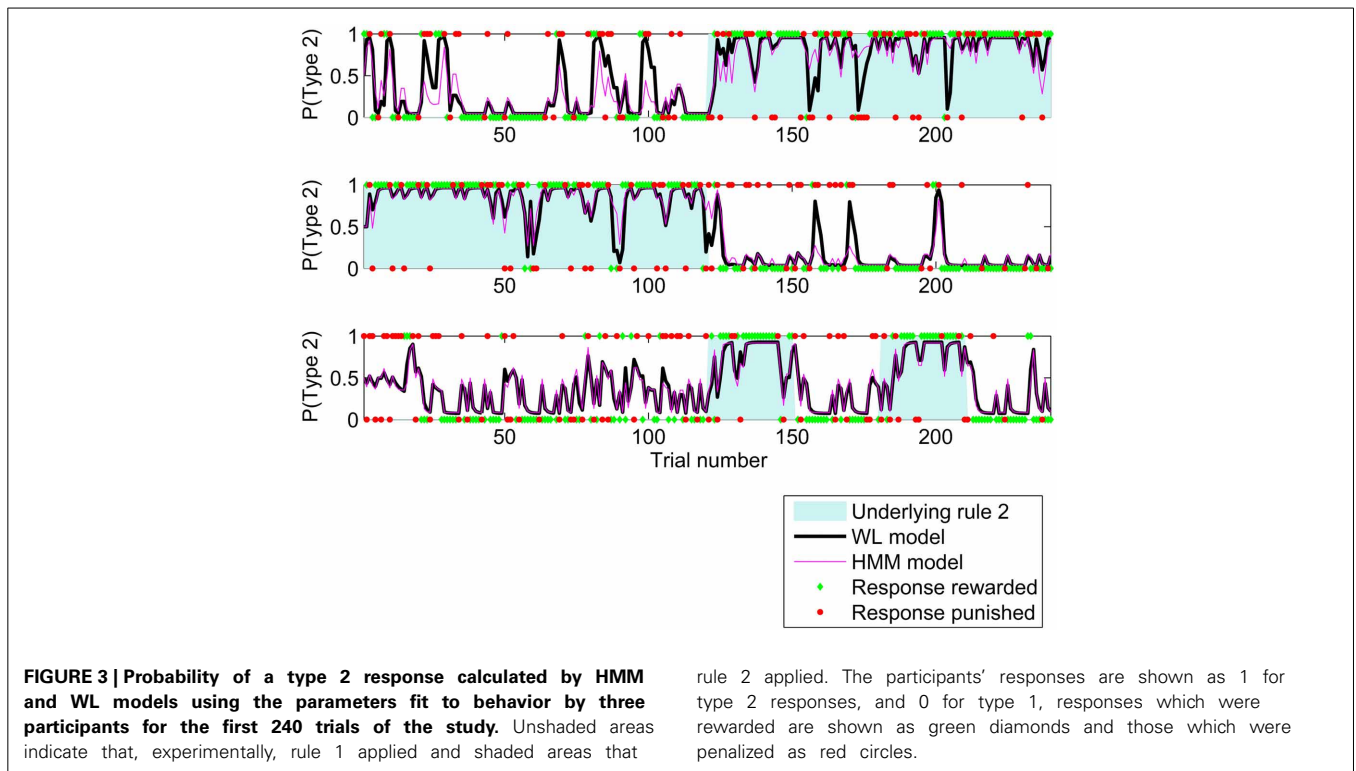 P(Type 2)
1
0.5
0
50
100
150
200
P(Type 2)
1
0.5
0
50
100
150
200
P(Type 2)
1
0.5
0
50
100
150
200
Trial number
Underlying rule 2
WL model
HMM model
Response rewarded
Response punished
FIGURE 3 | Probability of a type 2 response calculated by HMM
and WL models using the parameters fit to behavior by three
participants for the first 240 trials of the study. Unshaded areas
indicate that, experimentally, rule 1 applied and shaded areas that
rule 2 applied. The participants' responses are shown as 1 for
type 2 responses, and 0 for type 1, responses which were
rewarded are shown as green diamonds and those which were
penalized as red circles.